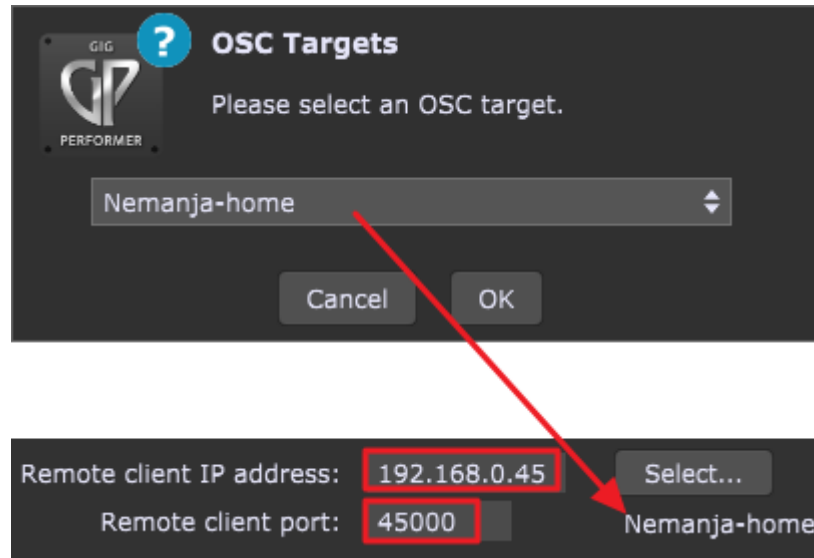 GIG
GP
PERFORMER
?
OSC Targets
Please select an OSC target.
Nemanja-home
Cancel OK
Remote client IP address: 192.168.0.45 Select...
Remote client port: 45000 Nemanja-home